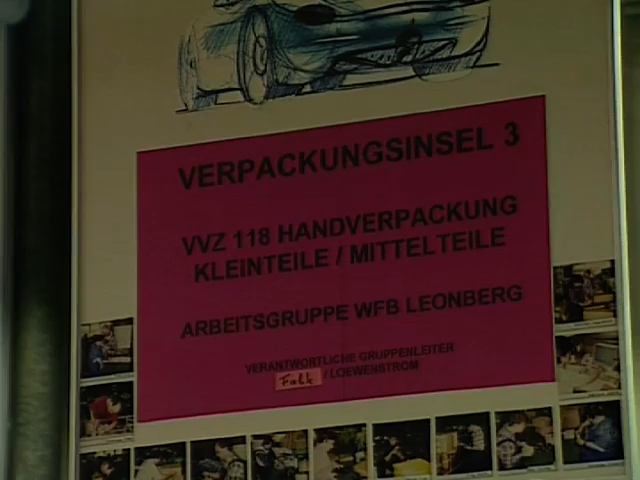 VERPACKUNGSINSEL 3
VVZ 118 HANDVERPACKUNG
KLEINTEILE / MITTELTEILE
ARBEITSGRUPPE WFB LEONBERG
VERANTWORTLICHE GRUPPENLEITER
Falk / LOEWENSTROM